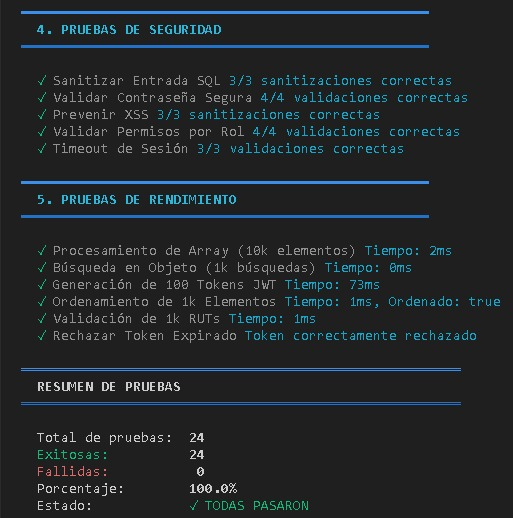 4. PRUEBAS DE SEGURIDAD
✓ Sanitizar Entrada SQL 3/3 sanitizaciones correctas
✓ Validar Contraseña Segura 4/4 validaciones correctas
✓ Prevenir XSS 3/3 sanitizaciones correctas
✓ Validar Permisos por Rol 4/4 validaciones correctas
✓ Timeout de Sesión 3/3 validaciones correctas
5. PRUEBAS DE RENDIMIENTO
✓ Procesamiento de Array (10k elementos) Tiempo: 2ms
✓ Búsqueda en Objeto (1k búsquedas) Tiempo: 0ms
✓ Generación de 100 Tokens JWT Tiempo: 73ms
✓ Ordenamiento de 1k Elementos Tiempo: 1ms, Ordenado: true
✓ Validación de 1k RUTs Tiempo: 1ms
✓ Rechazar Token Expirado Token correctamente rechazado
RESUMEN DE PRUEBAS
Total de pruebas: 24
Exitosas: 24
Fallidas: 0
Porcentaje: 100.0%
Estado: ✓ TODAS PASARON